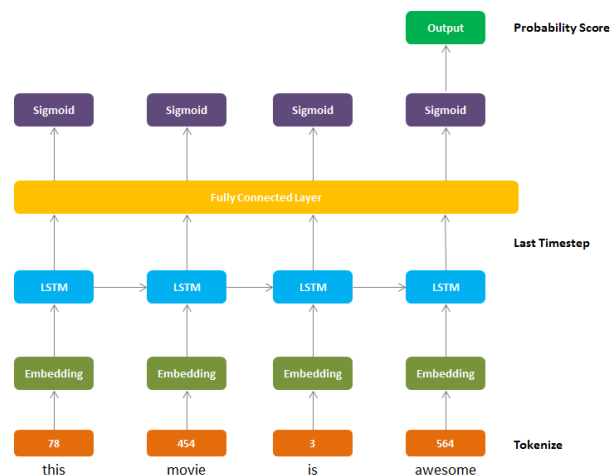 Output Probability Score
Sigmoid Sigmoid Sigmoid Sigmoid
Fully Connected Layer
Last Timestep
LSTM LSTM LSTM LSTM
Embedding Embedding Embedding Embedding
78 454 3 564 Tokenize
this movie is awesome